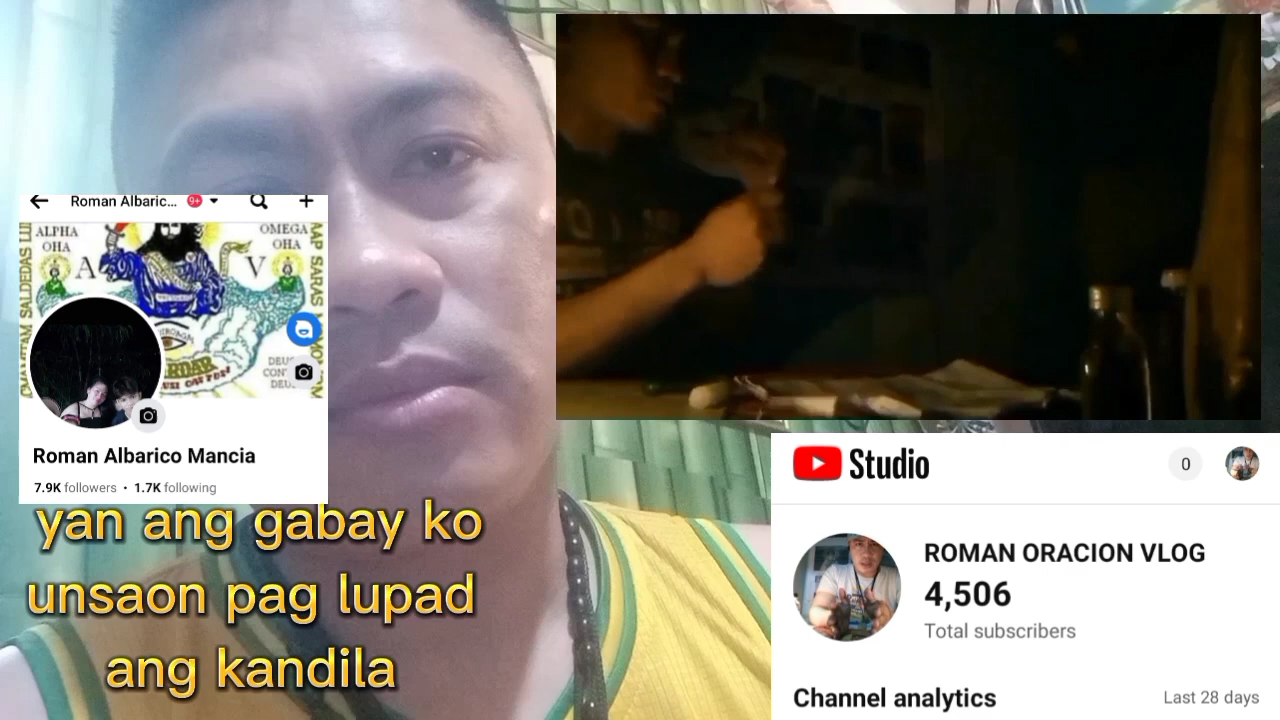 Roman Albaric... 9+
ALPHA
OHA
OMEGA
OHA
A
V
Roman Albarico Mancia
7.9K followers • 1.7K following
yan ang gabay ko
unsaon pag lupad
ang kandila
Studio
0
ROMAN ORACION VLOG
4,506
Total subscribers
Channel analytics
Last 28 days